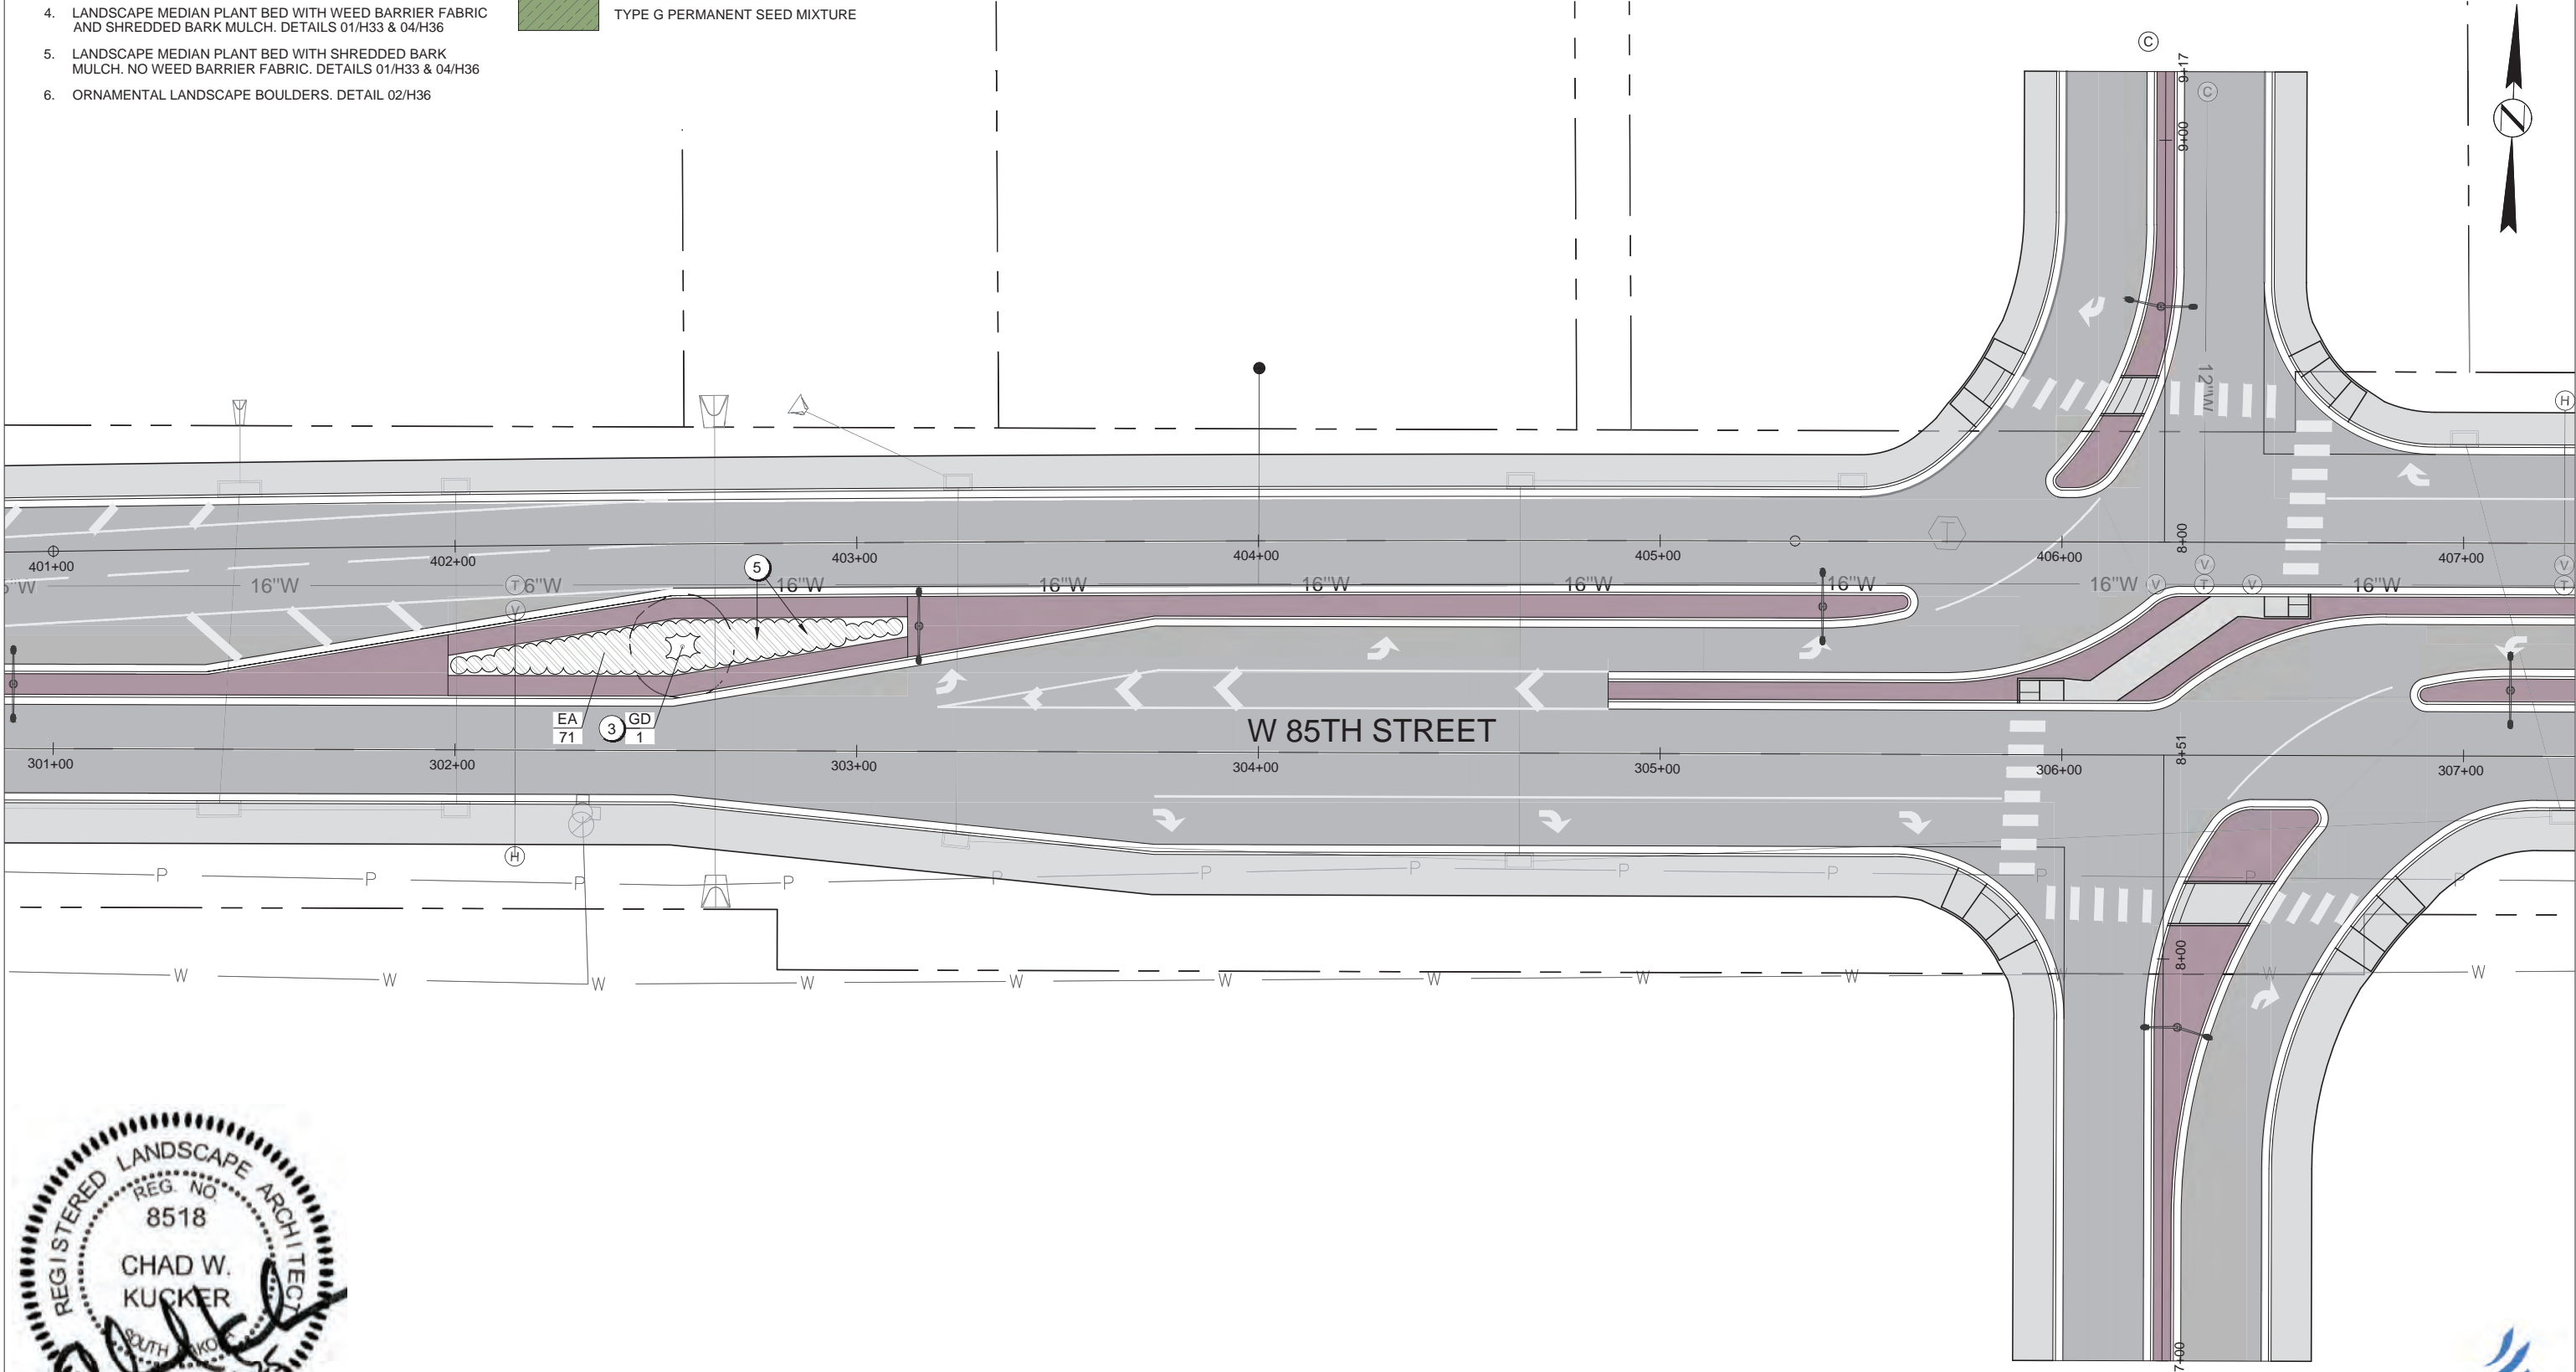 4. LANDSCAPE MEDIAN PLANT BED WITH WEED BARRIER FABRIC
AND SHREDDED BARK MULCH. DETAILS 01/H33 & 04/H36
TYPE G PERMANENT SEED MIXTURE
5. LANDSCAPE MEDIAN PLANT BED WITH SHREDDED BARK
MULCH. NO WEED BARRIER FABRIC. DETAILS 01/H33 & 04/H36
6. ORNAMENTAL LANDSCAPE BOULDERS. DETAIL 02/H36
C
9+17
C
N
9+00
12"W
H
401+00
402+00
403+00
404+00
405+00
406+00
8+00
407+00
T
5
T
V
V
T
V
V
T
16"W
6"W
16"W
16"W
16"W
16"W
16"W
16"W
16"W
V
EA
71
3
GD
1
W 85TH STREET
8+51
301+00
302+00
303+00
304+00
305+00
306+00
307+00
H
P P P P P P P P P P P P
8+00
W W W W W W W W W W W W
7+00
REGISTERED LANDSCAPE ARCHITECT
REG. NO.
8518
CHAD W.
KUCKER